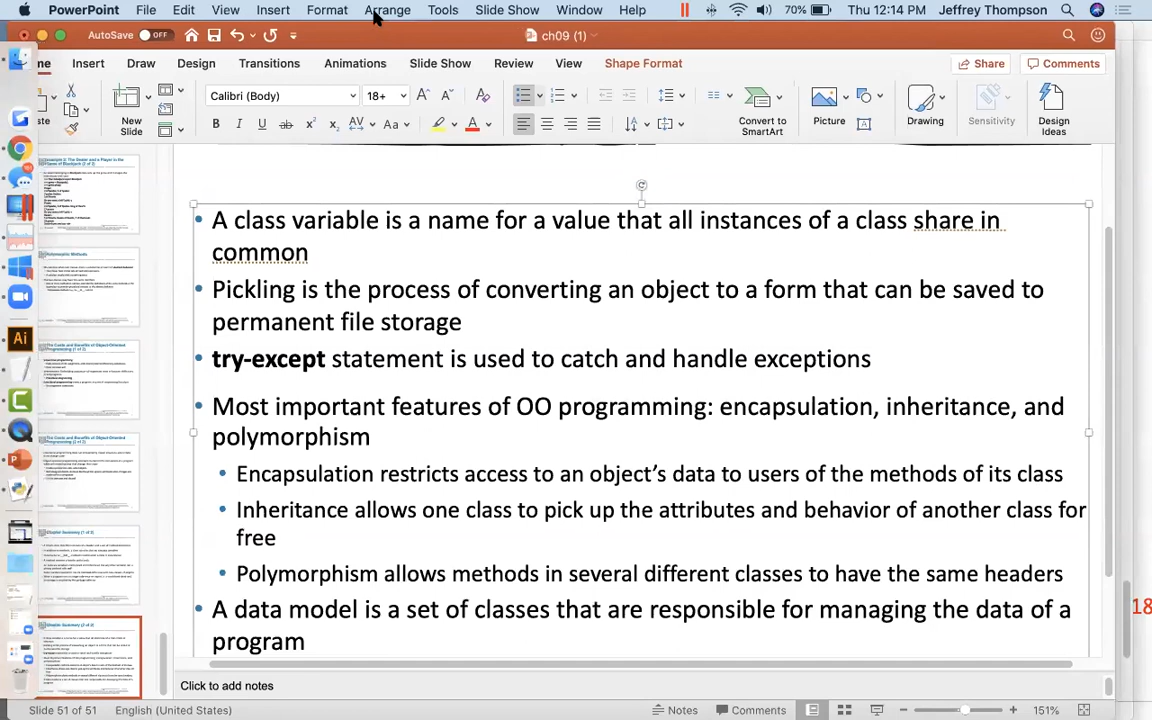 PowerPoint File Edit View Insert Format Arrange Tools Slide Show Window Help 70% Thu 12:14 PM Jeffrey Thompson
AutoSave OFF ch09 (1)
ne Insert Draw Design Transitions Animations Slide Show Review View Shape Format Share Comments
Calibri (Body) 18+
ste New Slide Convert to SmartArt Picture Drawing Sensitivity Design Ideas
• A class variable is a name for a value that all instances of a class share in
common
• Pickling is the process of converting an object to a form that can be saved to
permanent file storage
• try-except statement is used to catch and handle exceptions
• Most important features of OO programming: encapsulation, inheritance, and
polymorphism
• Encapsulation restricts access to an object's data to users of the methods of its class
• Inheritance allows one class to pick up the attributes and behavior of another class for
free
• Polymorphism allows methods in several different classes to have the same headers
• A data model is a set of classes that are responsible for managing the data of a
program
18
Click to add notes
Slide 51 of 51 English (United States) Notes Comments 151%